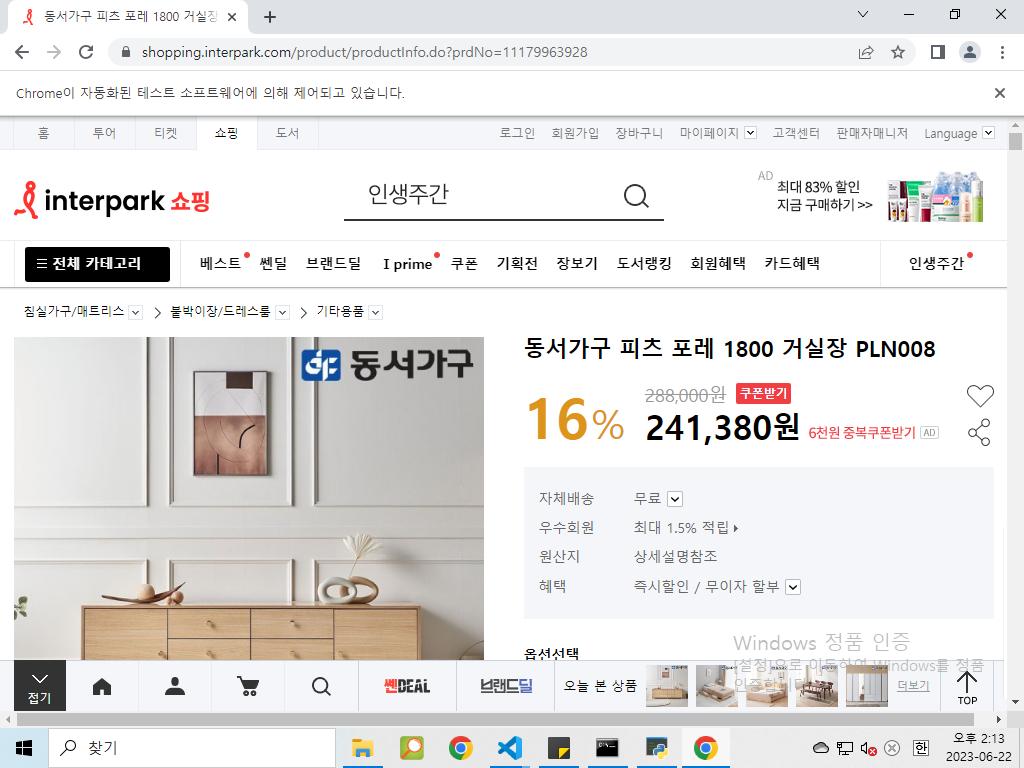 동서가구 피츠 포레 1800 거실장
shopping.interpark.com/product/productInfo.do?prdNo=11179963928
Chrome이 자동화된 테스트 소프트웨어에 의해 제어되고 있습니다.
홈 투어 티켓 쇼핑 도서 로그인 회원가입 장바구니 마이페이지 고객센터 판매자매니저 Language
AD
최대 83% 할인
interpark 쇼핑 인생주간
지금 구매하기 >>
전체 카테고리 베스트 쎈딜 브랜드딜 I prime 쿠폰 기획전 장보기 도서랭킹 회원혜택 카드혜택 인생주간
침실가구/매트리스 > 붙박이장/드레스룸 > 기타용품
동서가구
동서가구 피츠 포레 1800 거실장 PLN008
288,000원 쿠폰받기
16% 241,380원 6천원 중복쿠폰받기 AD
자체배송 무료
우수회원 최대 1.5% 적립
원산지 상세설명참조
혜택 즉시할인 / 무이자 할부
옵션선택
Windows 정품 인증
[설정]으로 이동하여 Windows를 정품
인증합니다.
접기 쎈DEAL 브랜드딜 오늘 본 상품 더보기 TOP
찾기
한
오후 2:13
2023-06-22